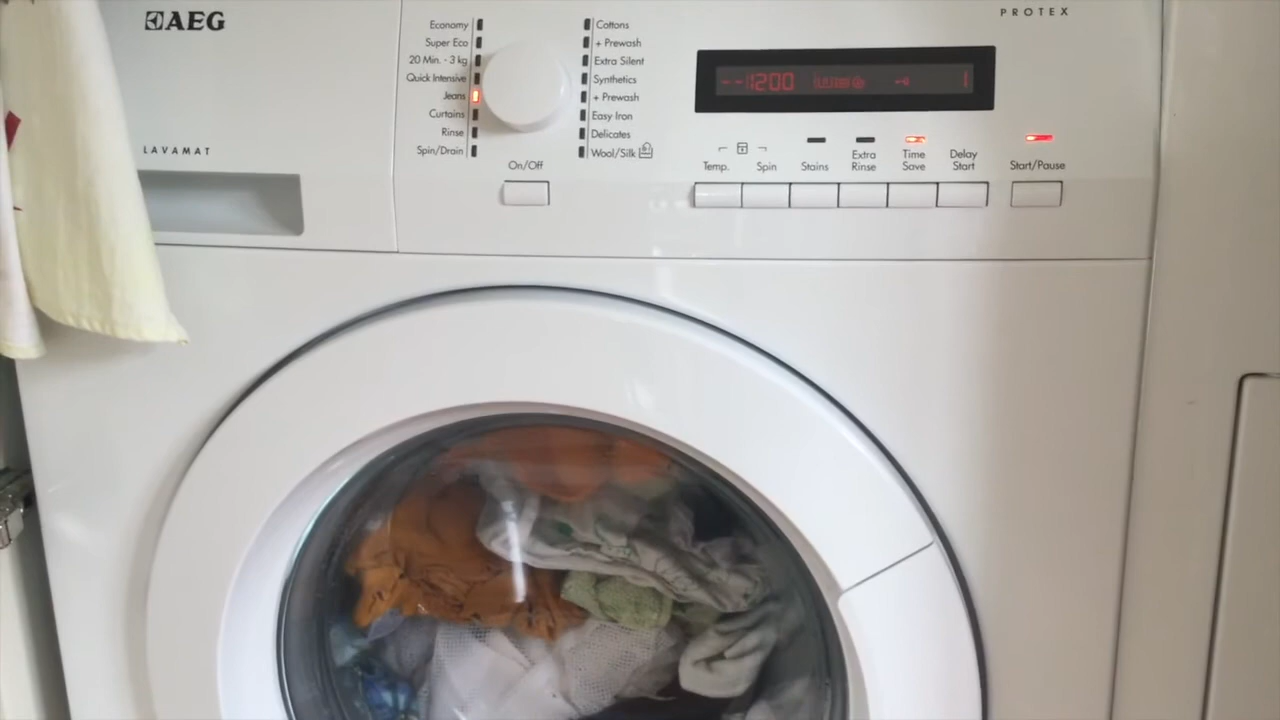 AEG
PROTEX
LAVAMAT
Economy
Super Eco
20 Min. - 3 kg
Quick Intensive
Jeans
Curtains
Rinse
Spin/Drain
Cottons
+ Prewash
Extra Silent
Synthetics
+ Prewash
Easy Iron
Delicates
Wool/Silk
On/Off
--1200 1
Temp. Spin Stains Extra Rinse Time Save Delay Start Start/Pause